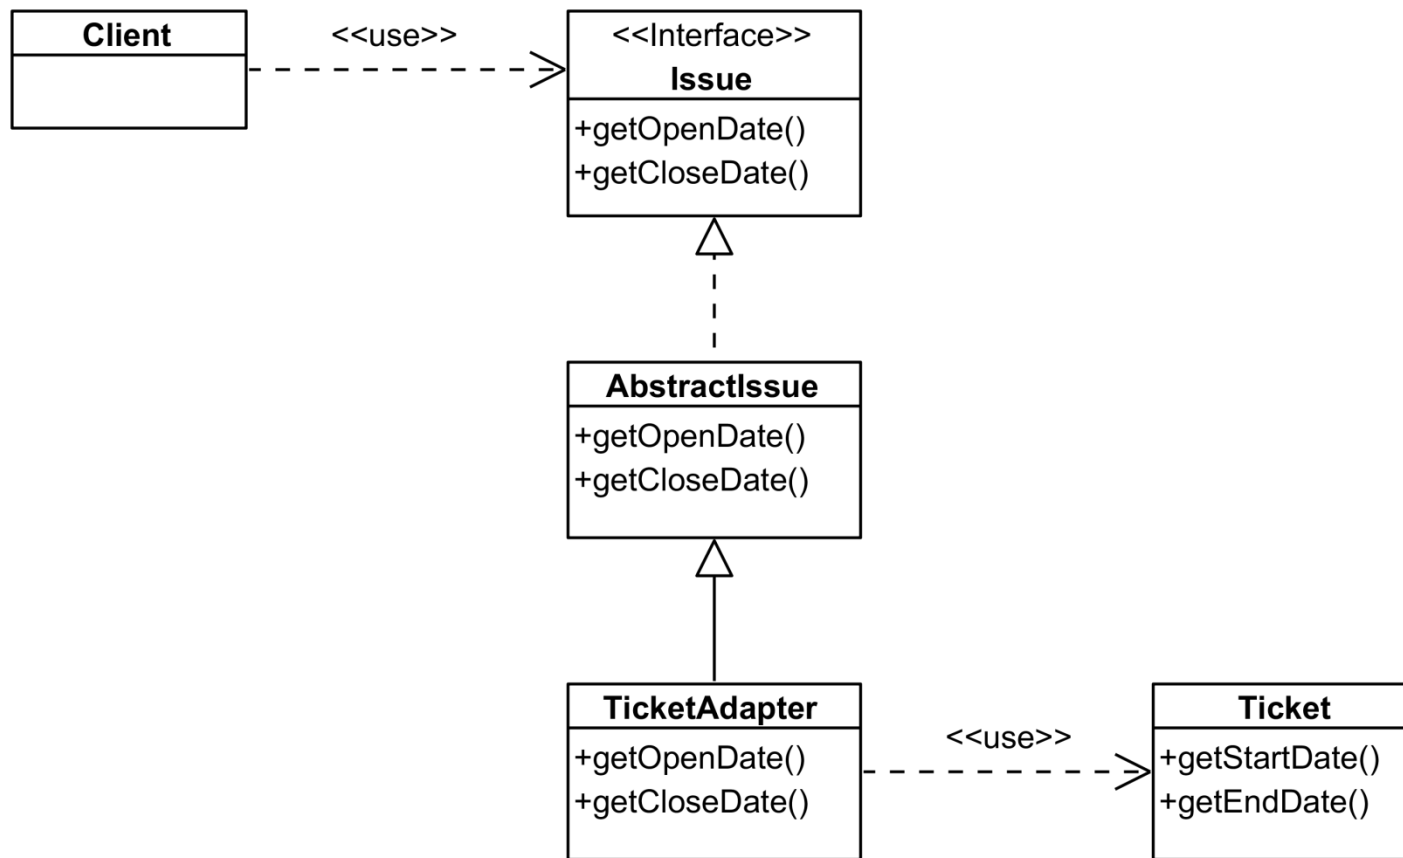 Client
<<use>>
<<Interface>>
Issue
+getOpenDate()
+getCloseDate()
AbstractIssue
+getOpenDate()
+getCloseDate()
TicketAdapter
+getOpenDate()
+getCloseDate()
<<use>>
Ticket
+getStartDate()
+getEndDate()